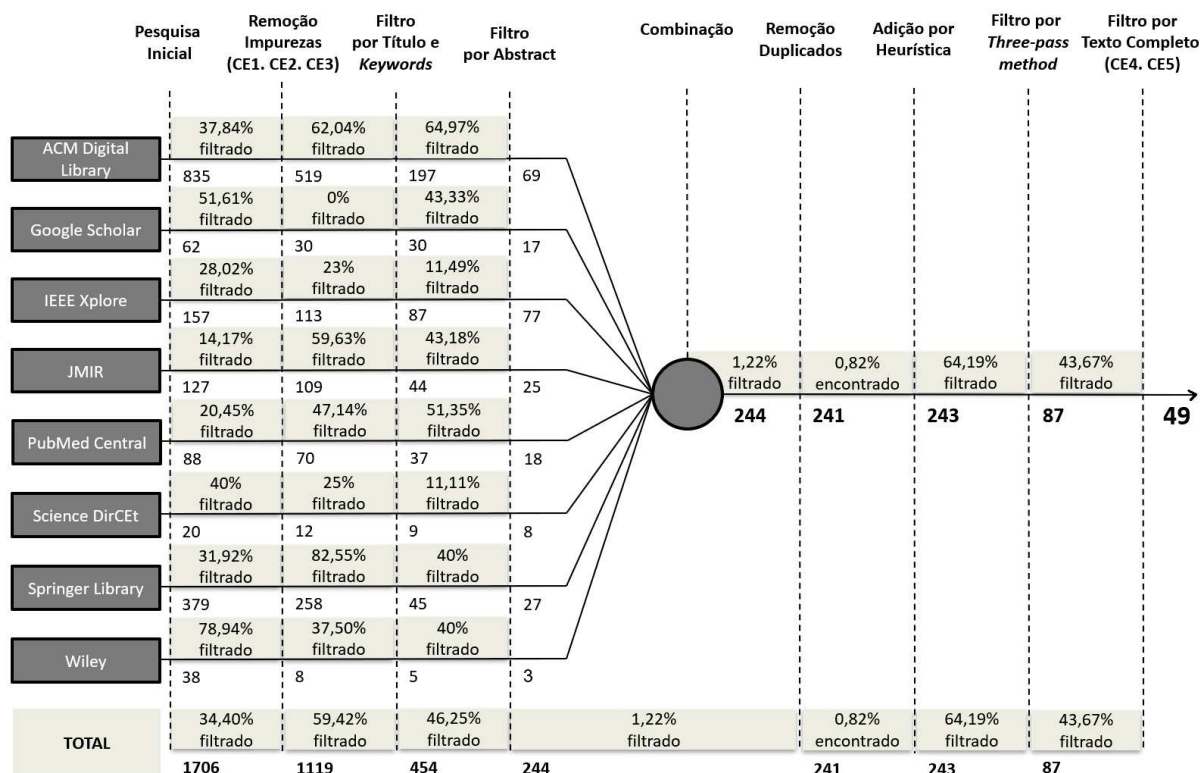 Pesquisa
Inicial
Remoção
Impurezas
(CE1. CE2. CE3)
Filtro
por Título e
Keywords
Filtro
por Abstract
Combinação
Remoção
Duplicados
Adição por
Heurística
Filtro por
Three-pass
method
Filtro por
Texto Completo
(CE4. CE5)
ACM Digital
Library
37,84%
filtrado
62,04%
filtrado
64,97%
filtrado
835 519 197 69
Google Scholar
51,61%
filtrado
0%
filtrado
43,33%
filtrado
62 30 30 17
IEEE Xplore
28,02%
filtrado
23%
filtrado
11,49%
filtrado
157 113 87 77
JMIR
14,17%
filtrado
59,63%
filtrado
43,18%
filtrado
127 109 44 25
PubMed Central
20,45%
filtrado
47,14%
filtrado
51,35%
filtrado
88 70 37 18
Science DirCEt
40%
filtrado
25%
filtrado
11,11%
filtrado
20 12 9 8
Springer Library
31,92%
filtrado
82,55%
filtrado
40%
filtrado
379 258 45 27
Wiley
78,94%
filtrado
37,50%
filtrado
40%
filtrado
38 8 5 3
1,22%
filtrado
0,82%
encontrado
64,19%
filtrado
43,67%
filtrado
244 241 243 87 49
TOTAL
34,40%
filtrado
59,42%
filtrado
46,25%
filtrado
1,22%
filtrado
0,82%
encontrado
64,19%
filtrado
43,67%
filtrado
1706 1119 454 244 241 243 87